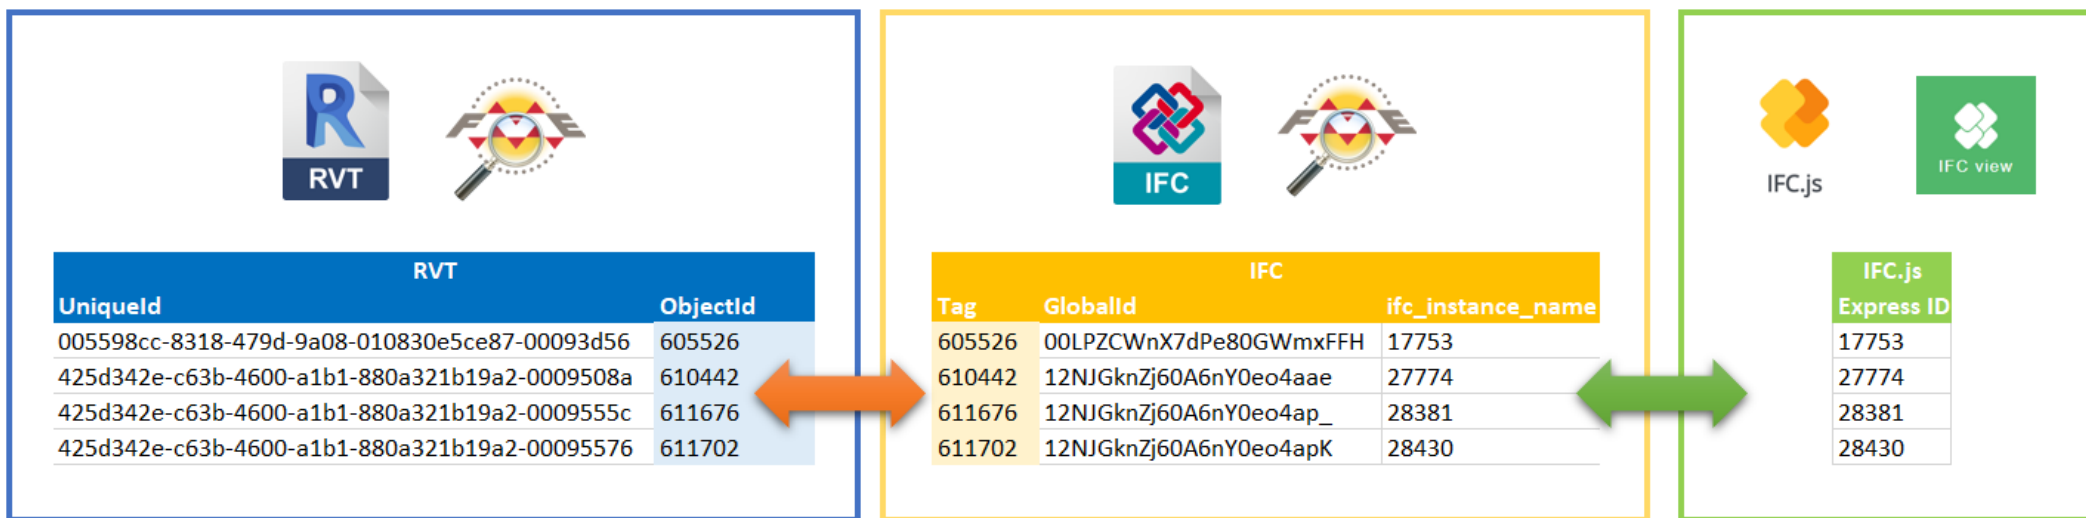 RVT
FME
IFC
FME
IFC.js
IFC view
RVT
UniqueId ObjectId
005598cc-8318-479d-9a08-010830e5ce87-00093d56 605526
425d342e-c63b-4600-a1b1-880a321b19a2-0009508a 610442
425d342e-c63b-4600-a1b1-880a321b19a2-0009555c 611676
425d342e-c63b-4600-a1b1-880a321b19a2-00095576 611702
IFC
Tag GlobalId ifc_instance_name
605526 00LPZCWnX7dPe80GWmxFFH 17753
610442 12NJGknZj60A6nY0eo4aae 27774
611676 12NJGknZj60A6nY0eo4ap_ 28381
611702 12NJGknZj60A6nY0eo4apK 28430
IFC.js
Express ID
17753
27774
28381
28430